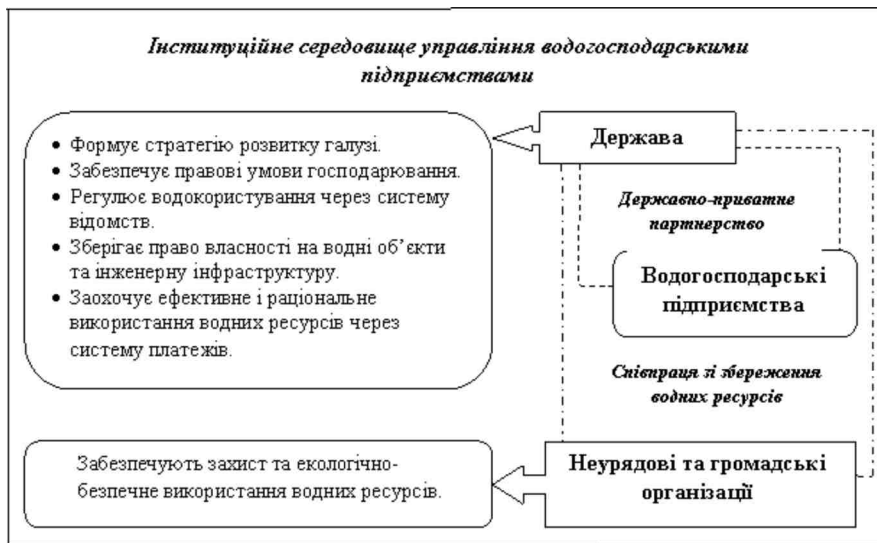 Інституційне середовище управління водогосподарськими
підприємствами
• Формує стратегію розвитку галузі.
• Забезпечує правові умови господарювання.
• Регулює водокористування через систему
відомств.
• Зберігає право власності на водні об’єкти
та інженерну інфраструктуру.
• Заохочує ефективне і раціональне
використання водних ресурсів через
систему платежів.
Держава
Державно-приватне
партнерство
Водогосподарські
підприємства
Співпраця зі збереження
водних ресурсів
Забезпечують захист та екологічно-
безпечне використання водних ресурсів.
Неурядові та громадські
організації